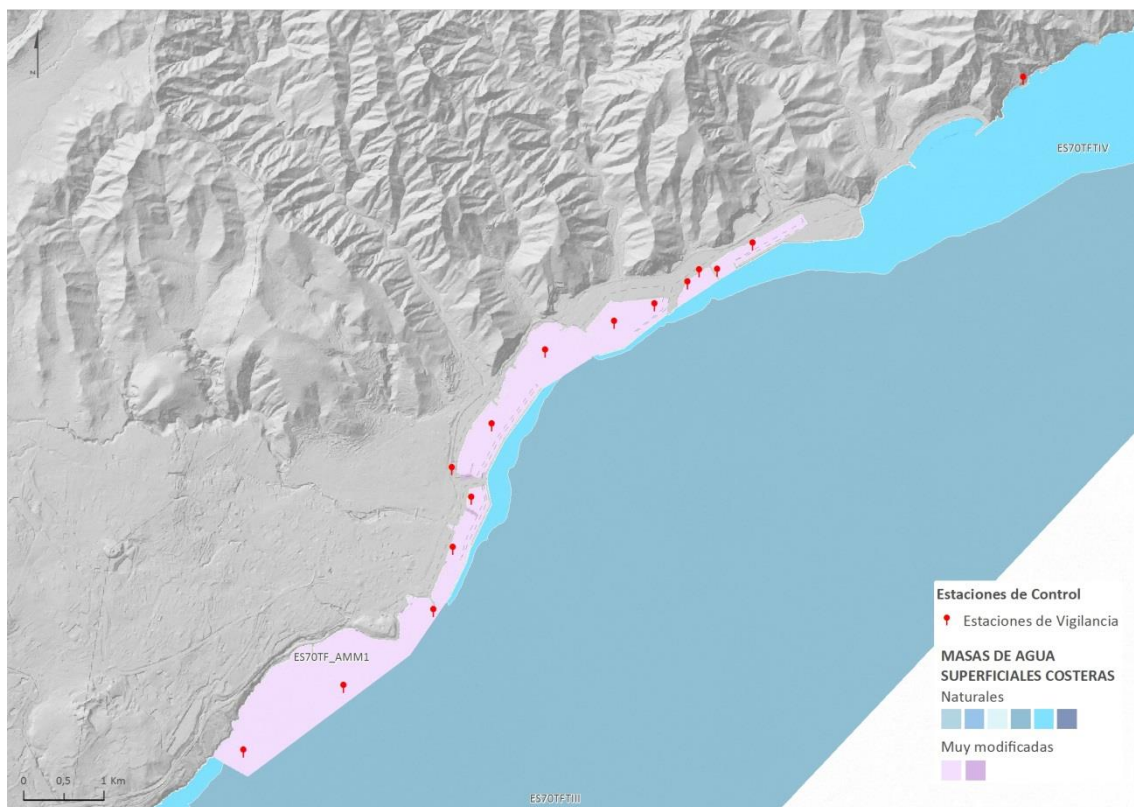 N
ES70TFTIV
ES70TF_AMM1
ES70TFTIII
0 0,5 1 Km
Estaciones de Control
Estaciones de Vigilancia
MASAS DE AGUA
SUPERFICIALES COSTERAS
Naturales
Muy modificadas